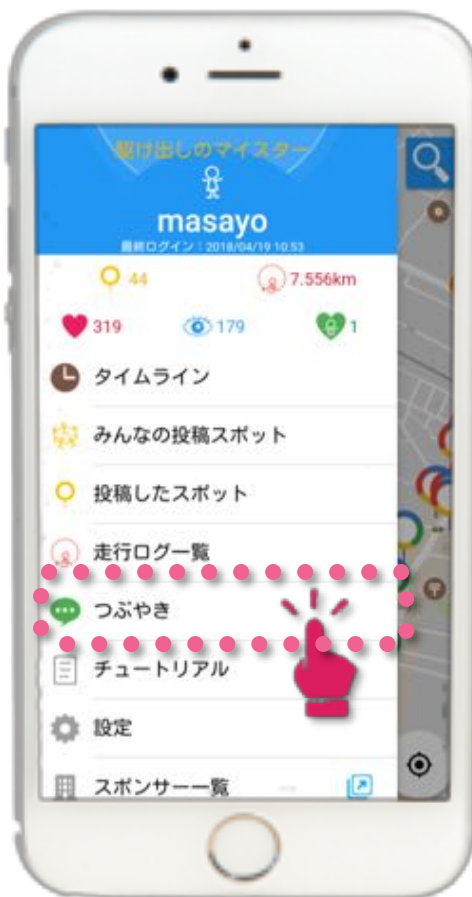 駆け出しのマイスター
masayo
最終ログイン：2018/04/19 10:53
44 7.556km
319 179 1
タイムライン
みんなの投稿スポット
投稿したスポット
走行ログ一覧
つぶやき
チュートリアル
設定
スポンサー一覧